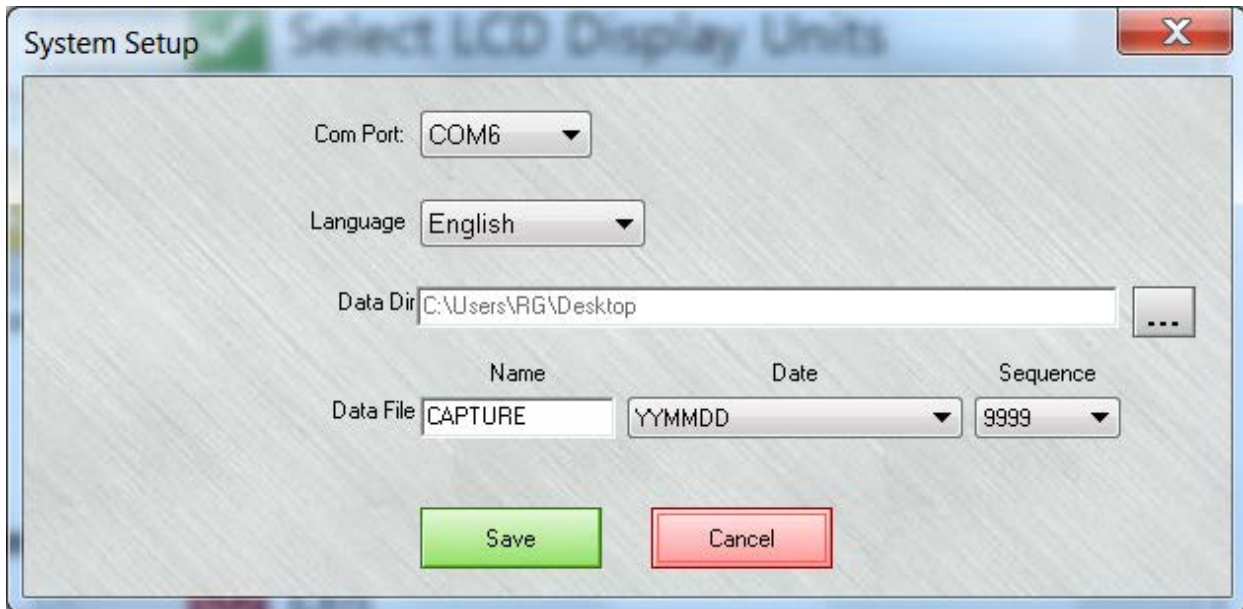 System Setup
Select LCD Display Units
Com Port: COM6
Language English
Data Dir C:\Users\RG\Desktop ...
Name Date Sequence
Data File CAPTURE YYMMDD 9999
Save Cancel